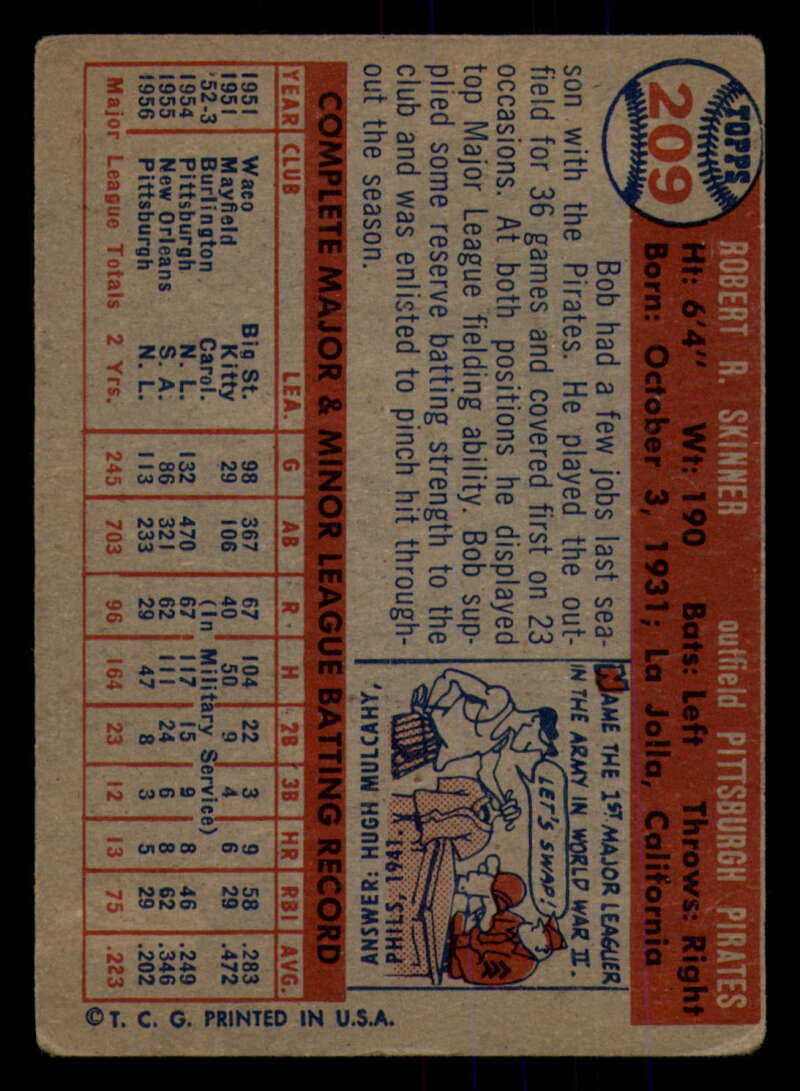 TOPPS
209
ROBERT R. SKINNER outfield PITTSBURGH PIRATES
Ht: 6'4" Wt: 190 Bats: Left Throws: Right
Born: October 3, 1931; La Jolla, California
Bob had a few jobs last sea-
son with the Pirates. He played the out-
field for 36 games and covered first on 23
occasions. At both positions he displayed
top Major League fielding ability. Bob sup-
plied some reserve batting strength to the
club and was enlisted to pinch hit through-
out the season.
NAME THE 1ST. MAJOR LEAGUER
IN THE ARMY IN WORLD WAR II.
LET'S SWAP!
ANSWER: HUGH MULCAHY,
PHILS, 1941.
COMPLETE MAJOR & MINOR LEAGUE BATTING RECORD
YEAR CLUB LEA. G AB R H 2B 3B HR RBI AVG.
1951 Waco Big St. 98 367 67 104 22 3 9 58 .283
1951 Mayfield Kitty 29 106 40 50 9 4 6 29 .472
'52-3 Burlington Carol. (In Military Service)
1954 Pittsburgh N. L. 132 470 67 117 15 9 8 46 .249
1955 New Orleans S. A. 86 321 62 111 24 6 8 62 .346
1956 Pittsburgh N. L. 113 233 29 47 8 3 5 29 .202
Major League Totals 2 Yrs. 245 703 96 164 23 12 13 75 .223
© T. C. G. PRINTED IN U.S.A.